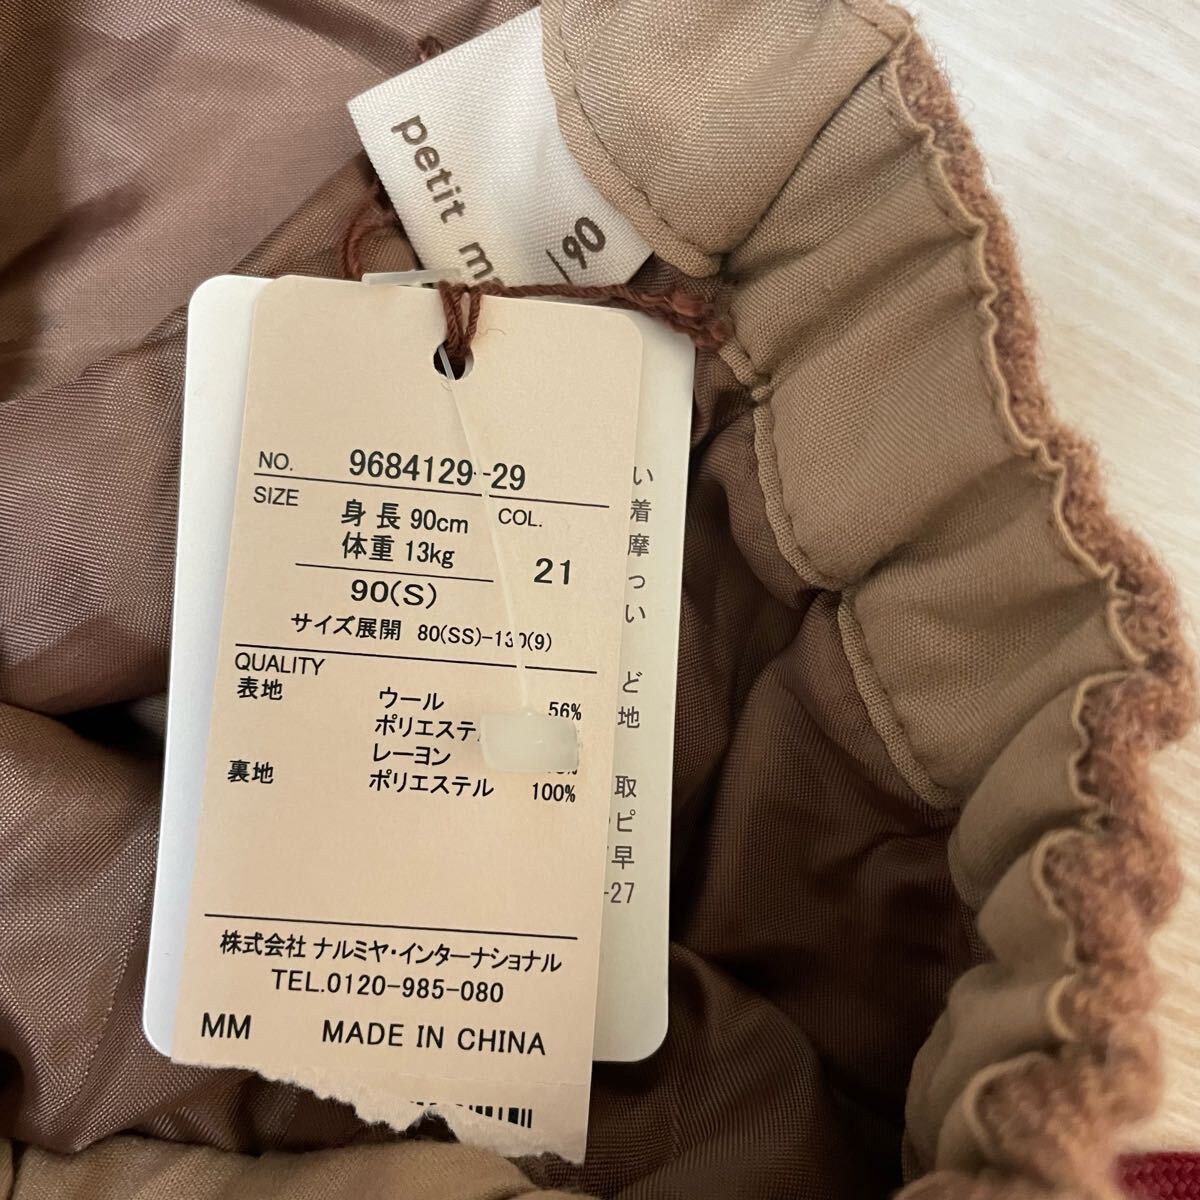 petit
90
NO. 9684129-29
SIZE 身長 90cm COL.
体重 13kg 21
90(S)
サイズ展開 80(SS)-130(9)
QUALITY
表地 ウール 56%
ポリエステ
レーヨン
裏地 ポリエステル 100%
株式会社 ナルミヤ・インターナショナル
TEL.0120-985-080
MM MADE IN CHINA
い
着
摩
っ
い
ど
地
取
ピ
早
-27